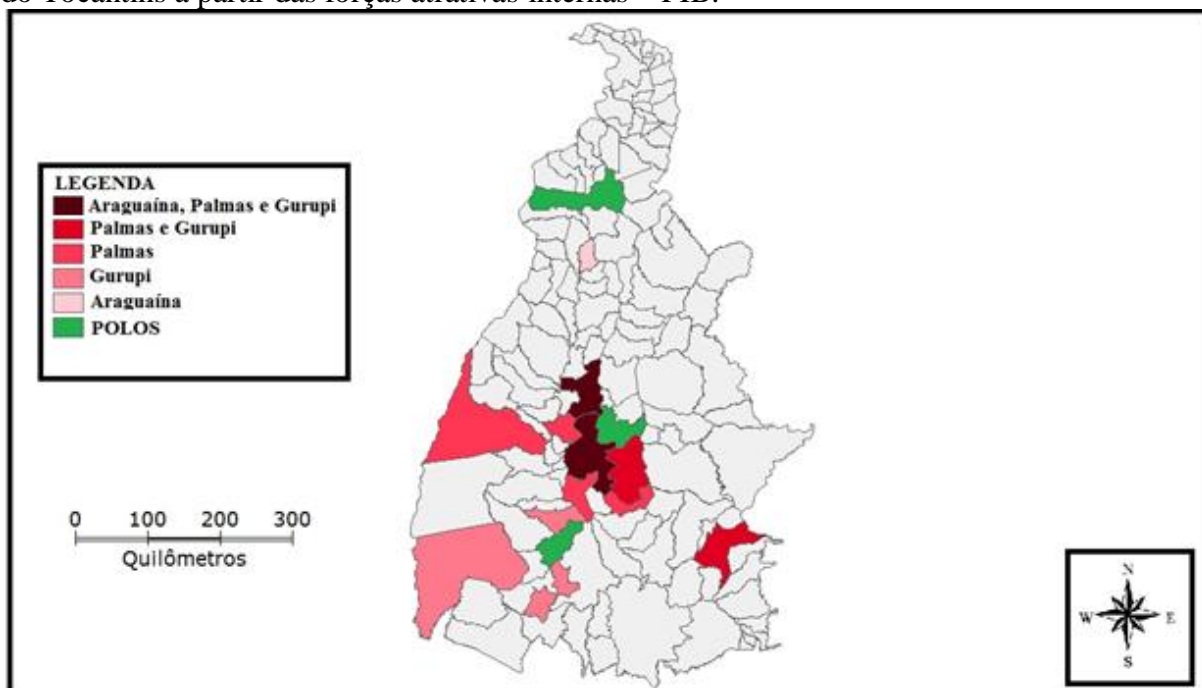 do Tocantins a partir das forças atrativas internas – PIB.
LEGENDA
Araguaína, Palmas e Gurupi
Palmas e Gurupi
Palmas
Gurupi
Araguaína
POLOS
0 100 200 300
Quilômetros
N
W E
S